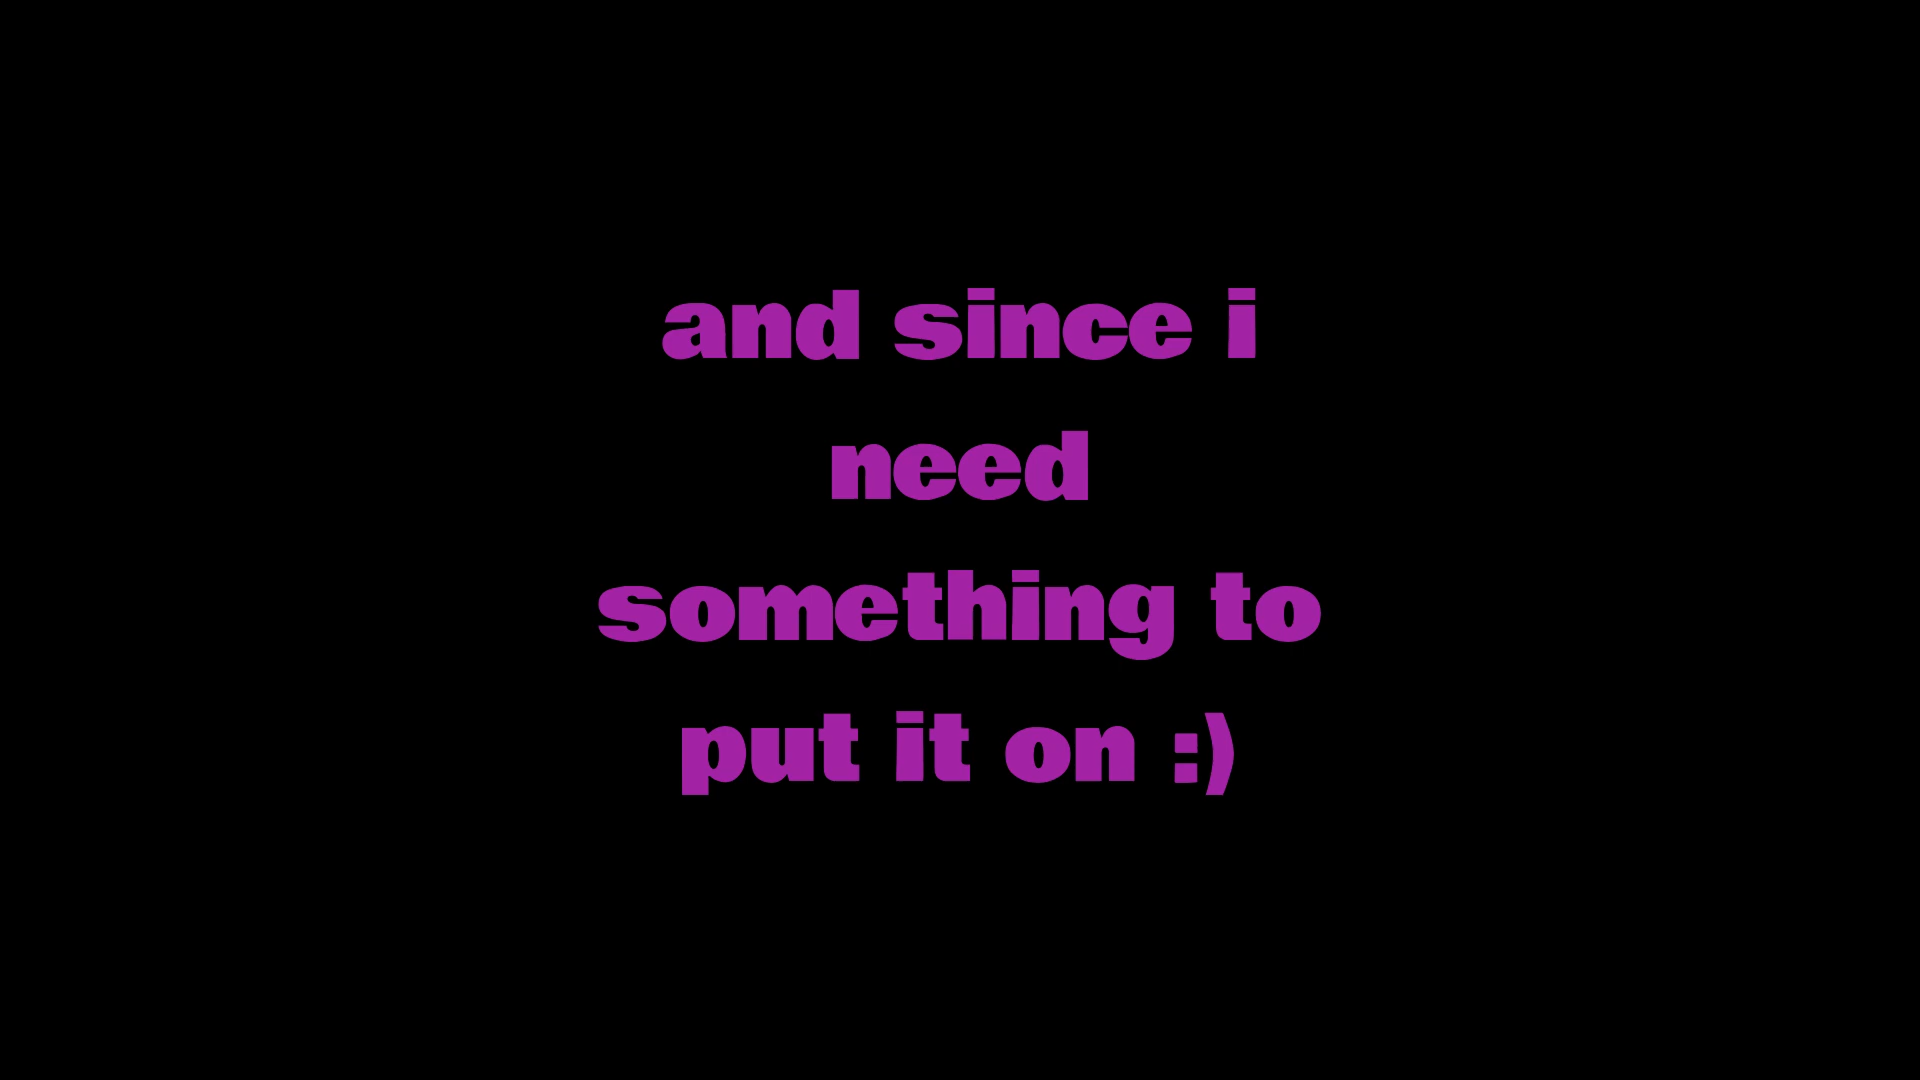 and since i
need
something to
put it on :)